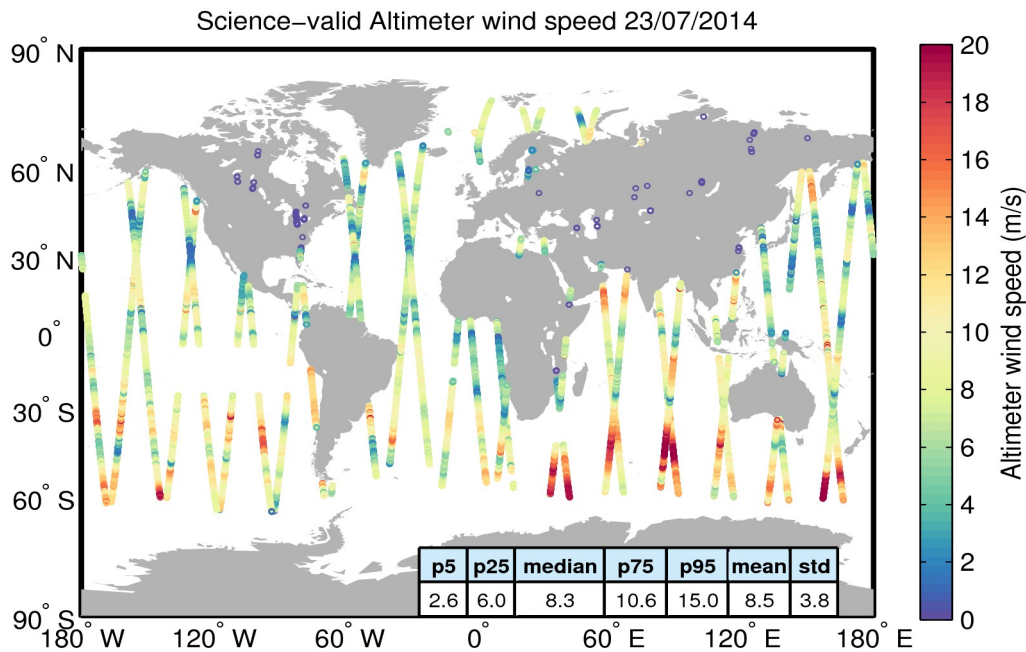 Science−valid Altimeter wind speed 23/07/2014
90° N
60° N
30° N
0°
30° S
60° S
90° S
180° W
120° W
60° W
0°
60° E
120° E
180° E
p5 p25 median p75 p95 mean std
2.6 6.0 8.3 10.6 15.0 8.5 3.8
20
18
16
14
12
10
8
6
4
2
0
Altimeter wind speed (m/s)